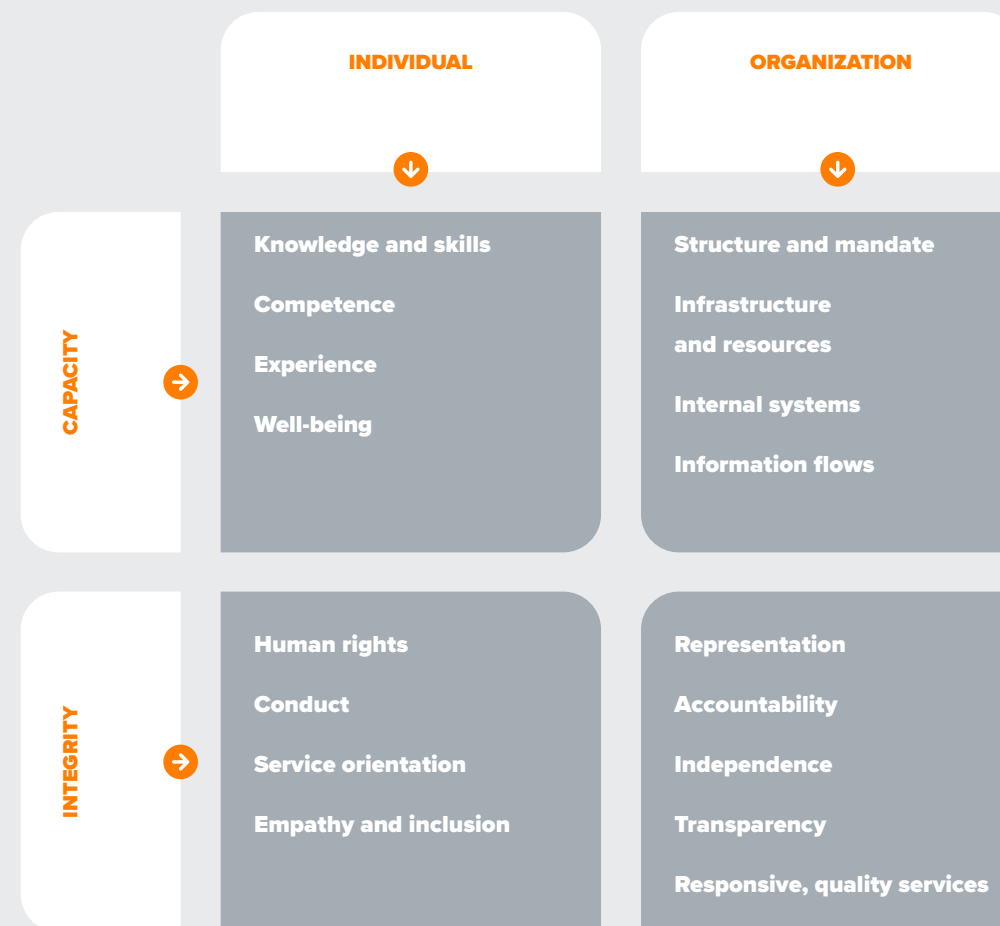 INDIVIDUAL
ORGANIZATION
CAPACITY
Knowledge and skills
Competence
Experience
Well-being
Structure and mandate
Infrastructure
and resources
Internal systems
Information flows
INTEGRITY
Human rights
Conduct
Service orientation
Empathy and inclusion
Representation
Accountability
Independence
Transparency
Responsive, quality services